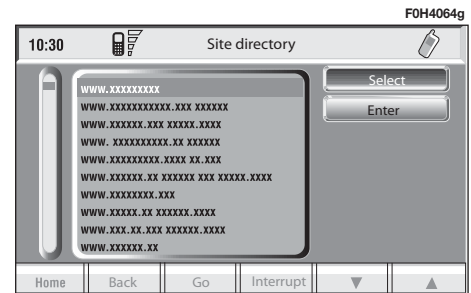 F0H4064g
10:30 Site directory
www.xxxxxxxxx
Select
www.xxxxxxxxxxx.xxx xxxxxx
Enter
www.xxxxxx.xxx xxxxx.xxxx
www. xxxxxxxxxx.xx xxxxxx
www.xxxxxxxxx.xxxx xx.xxx
www.xxxxxx.xx xxxxxx xxx xxxxx.xxxx
www.xxxxxxxx.xxx
www.xxxxx.xx xxxxxx.xxxx
www.xxx.xx.xxx xxxxxx.xxxx
www.xxxxxx.xx
Home Back Go Interrupt ▼ ▲